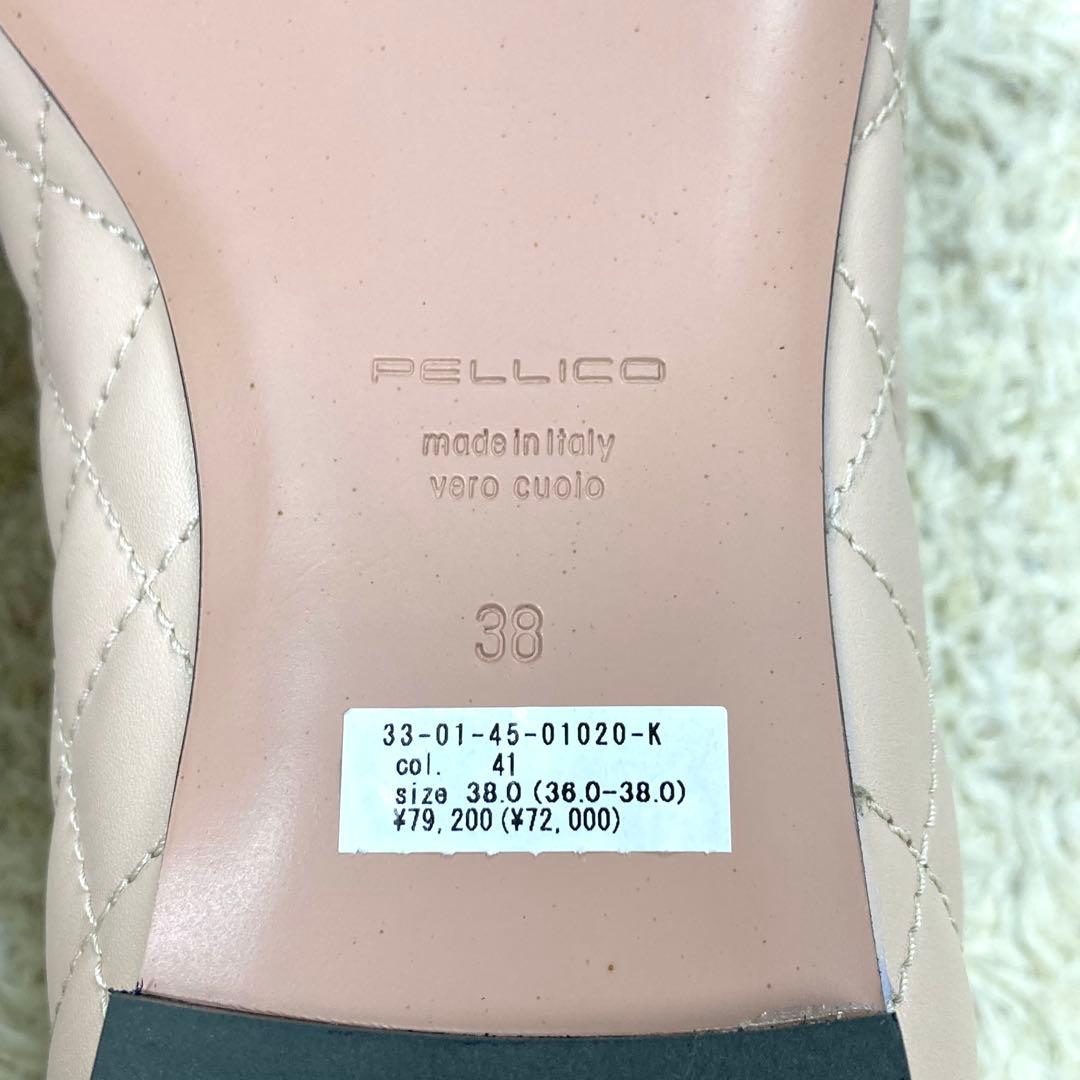 PELLICO
made in Italy
vero cuoio
38
33-01-45-01020-K
col. 41
size 38.0 (36.0-38.0)
¥79,200 (¥72,000)